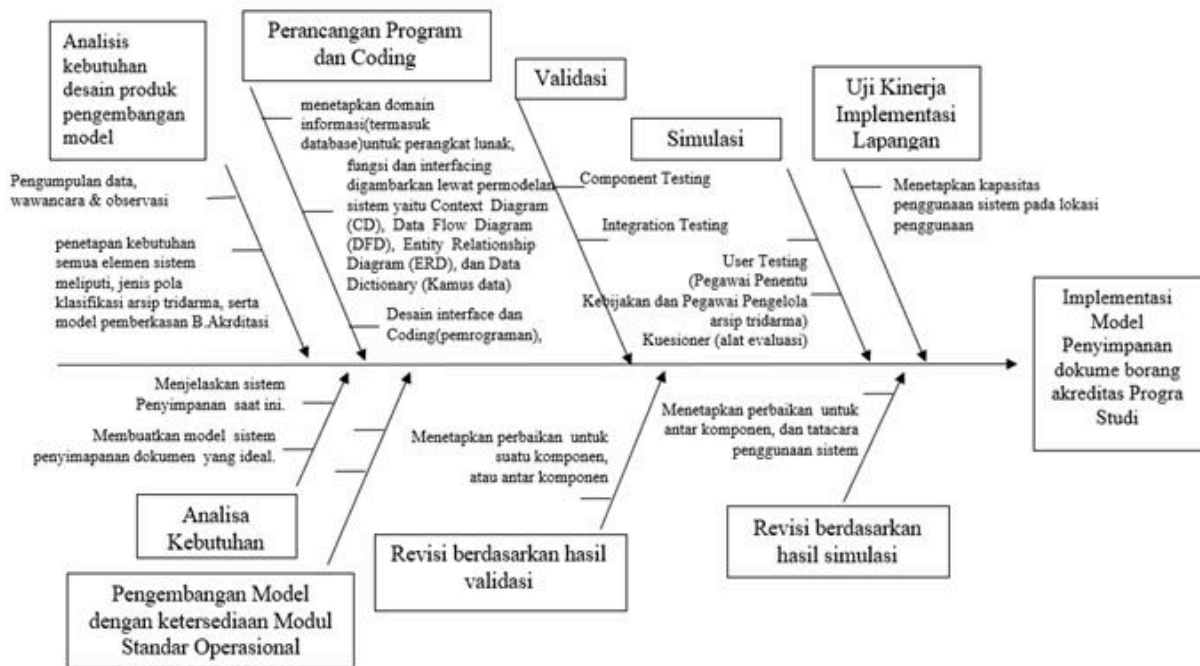 Analisis
kebutuhan
desain produk
pengembangan
model
Perancangan Program
dan Coding
Validasi
Simulasi
Uji Kinerja
Implementasi
Lapangan
Pengumpulan data,
wawancara & observasi
penetapan kebutuhan
semua elemen sistem
meliputi, jenis pola
klasifikasi arsip tridarma, serta
model pemberkasan B.Akrditasi
menetapkan domain
informasi(termasuk
database)untuk perangkat lunak,
fungsi dan interfacing
digambarkan lewat permodelan
sistem yaitu Context Diagram
(CD), Data Flow Diagram
(DFD), Entity Relationship
Diagram (ERD), dan Data
Dictionary (Kamus data)
Desain interface dan
Coding(pemrograman),
Component Testing
Integration Testing
User Testing
(Pegawai Penentu
Kebijakan dan Pegawai Pengelola
arsip tridarma)
Kuesioner (alat evaluasi)
Menetapkan kapasitas
penggunaan sistem pada lokasi
penggunaan
Implementasi
Model
Penyimpanan
dokume borang
akreditas Progra
Studi
Menjelaskan sistem
Penyimpanan saat ini.
Membuatkan model sistem
penyimapanan dokumen yang ideal.
Analisa
Kebutuhan
Pengembangan Model
dengan ketersediaan Modul
Standar Operasional
Menetapkan perbaikan untuk
suatu komponen,
atau antar komponen
Revisi berdasarkan hasil
validasi
Menetapkan perbaikan untuk
antar komponen, dan tatacara
penggunaan sistem
Revisi berdasarkan
hasil simulasi